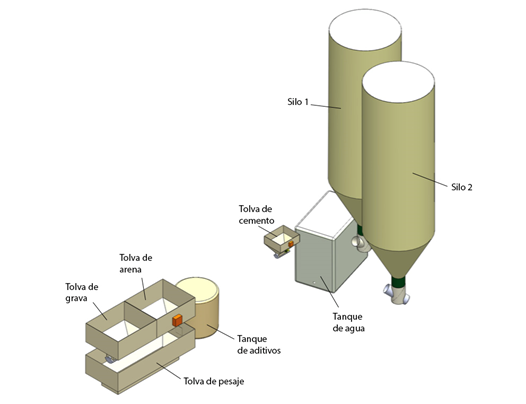 Silo 1
Silo 2
Tolva de
cemento
Tolva de
arena
Tolva de
grava
Tanque
de agua
Tanque
de aditivos
Tolva de pesaje